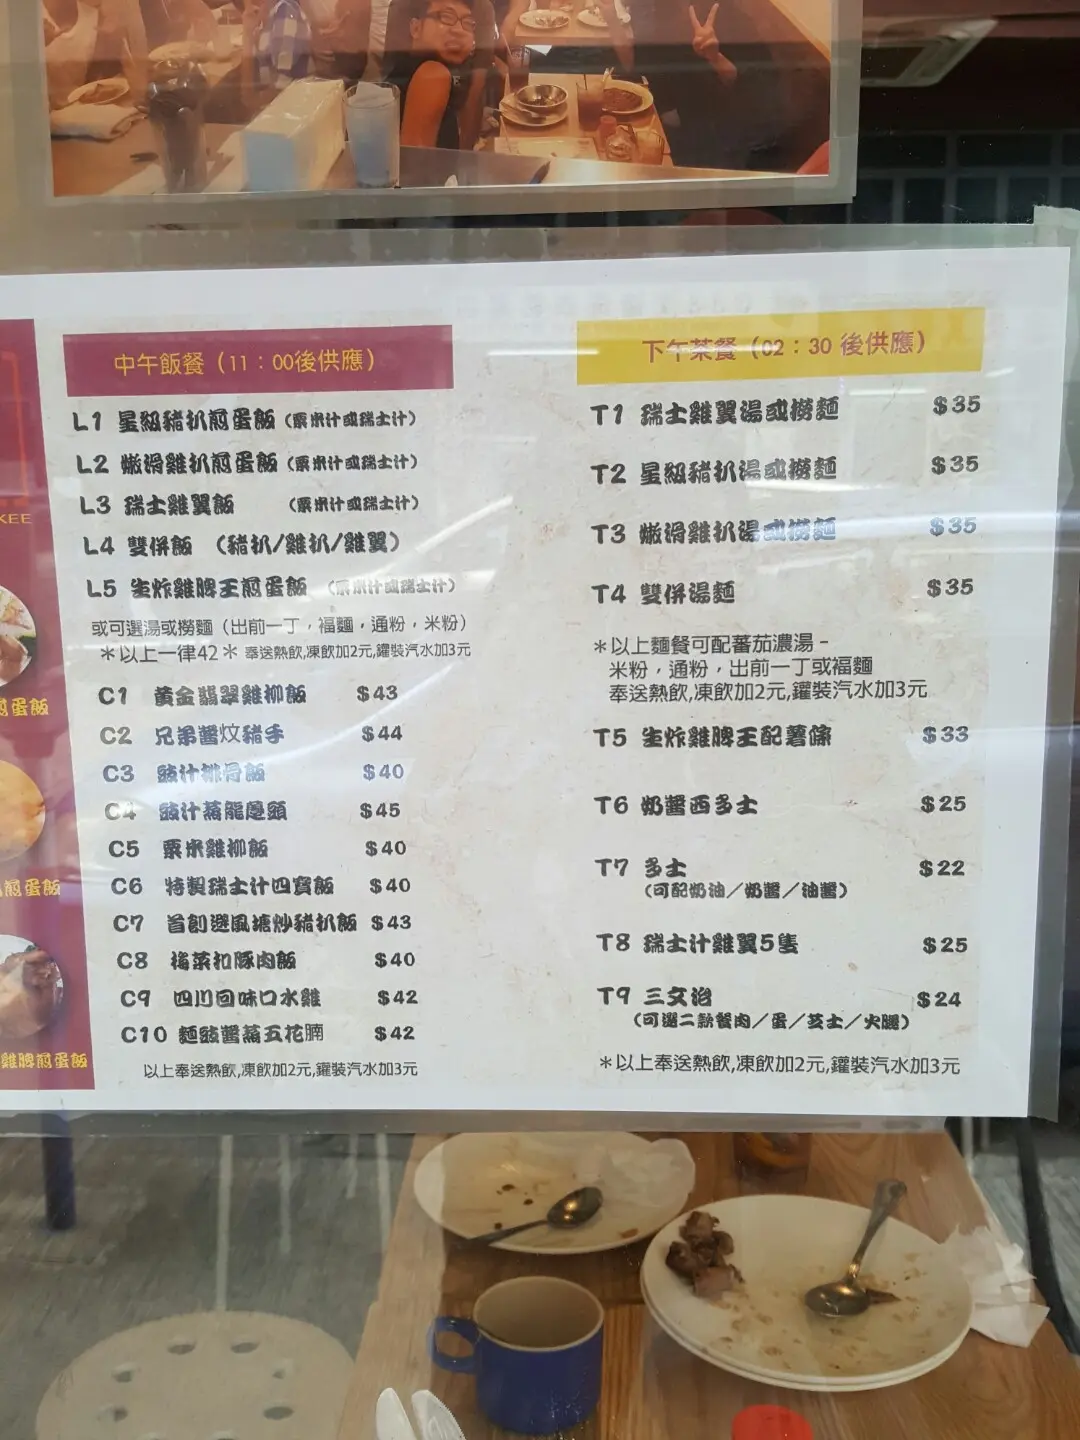 KEE
煎蛋飯
煎蛋飯
雞脾煎蛋飯
中午飯餐（11：00後供應）
L1 星級豬扒煎蛋飯（粟米汁或瑞士汁）
L2 嫩滑雞扒煎蛋飯（粟米汁或瑞士汁）
L3 瑞士雞翼飯 （粟米汁或瑞士汁）
L4 雙併飯 （豬扒/雞扒/雞翼）
L5 生炸雞脾王煎蛋飯 （粟米汁或瑞士汁）
或可選湯或撈麵（出前一丁，福麵，通粉，米粉）
＊以上一律42＊ 奉送熱飲,凍飲加2元,鑵裝汽水加3元
C1 黃金翡翠雞柳飯 $43
C2 兄弟醬炆豬手 $44
C3 豉汁排骨飯 $40
C4 豉汁蒸龍躉頭 $45
C5 粟米雞柳飯 $40
C6 特製瑞士汁四寶飯 $40
C7 首創避風塘炒豬扒飯 $43
C8 梅菜扣豚肉飯 $40
C9 四川回味口水雞 $42
C10 麵豉醬蒸五花腩 $42
以上奉送熱飲,凍飲加2元,鑵裝汽水加3元
下午茶餐（02：30 後供應）
T1 瑞士雞翼湯或撈麵 $35
T2 星級豬扒湯或撈麵 $35
T3 嫩滑雞扒湯或撈麵 $35
T4 雙併湯麵 $35
＊以上麵餐可配蕃茄濃湯－
米粉，通粉，出前一丁或福麵
奉送熱飲,凍飲加2元,鑵裝汽水加3元
T5 生炸雞脾王配薯條 $33
T6 奶醬西多士 $25
T7 多士 $22
（可配奶油／奶醬／油醬）
T8 瑞士汁雞翼5隻 $25
T9 三文治 $24
（可選二款餐肉／蛋／芝士／火腿）
＊以上奉送熱飲,凍飲加2元,鑵裝汽水加3元